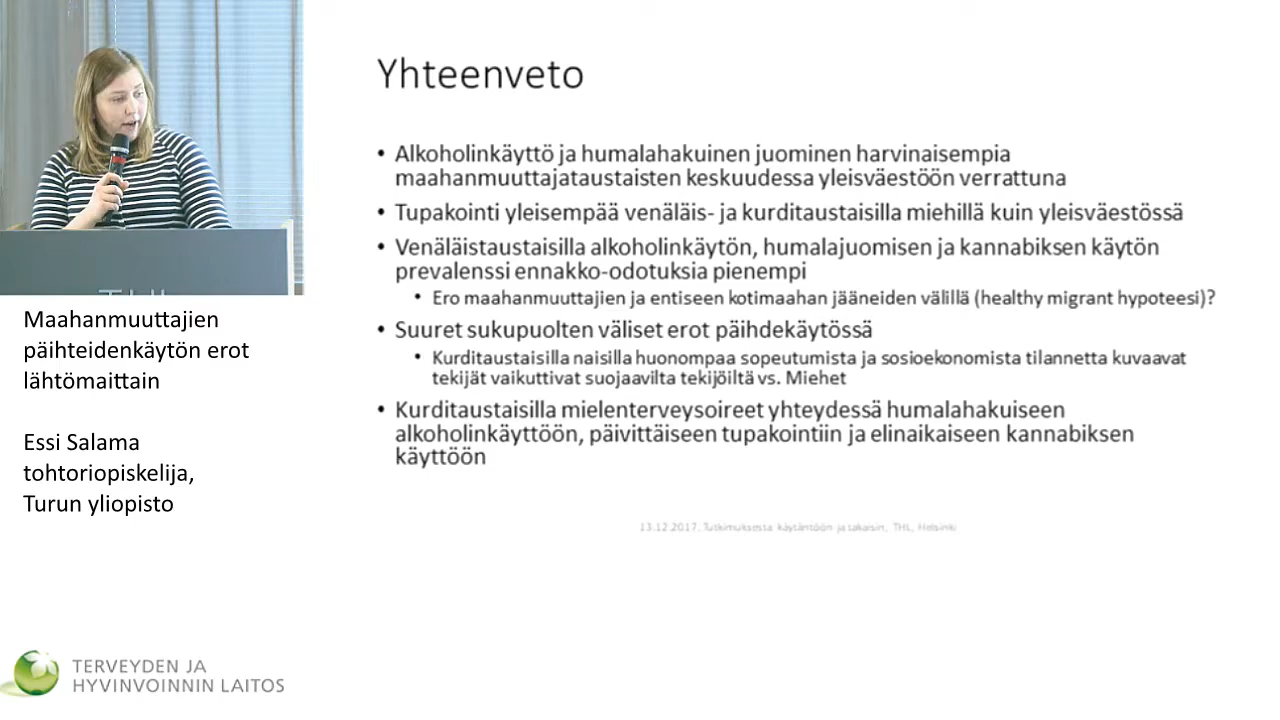 Yhteenveto
• Alkoholinkäyttö ja humalahakuinen juominen harvinaisempia
maahanmuuttajataustaisten keskuudessa yleisväestöön verrattuna
• Tupakointi yleisempää venäläis- ja kurditaustaisilla miehillä kuin yleisväestössä
• Venäläistaustaisilla alkoholinkäytön, humalajuomisen ja kannabiksen käytön
prevalenssi ennakko-odotuksia pienempi
• Ero maahanmuuttajien ja entiseen kotimaahan jääneiden välillä (healthy migrant hypoteesi)?
• Suuret sukupuolten väliset erot päihdekäytössä
• Kurditaustaisilla naisilla huonompaa sopeutumista ja sosioekonomista tilannetta kuvaavat
tekijät vaikuttivat suojaavilta tekijöiltä vs. Miehet
• Kurditaustaisilla mielenterveysoireet yhteydessä humalahakuiseen
alkoholinkäyttöön, päivittäiseen tupakointiin ja elinaikaiseen kannabiksen
käyttöön
13.12.2017, Tutkimuksesta käytäntöön ja takaisin, THL, Helsinki
Maahanmuuttajien
päihteidenkäytön erot
lähtömaittain
Essi Salama
tohtoriopiskelija,
Turun yliopisto
TERVEYDEN JA
HYVINVOINNIN LAITOS